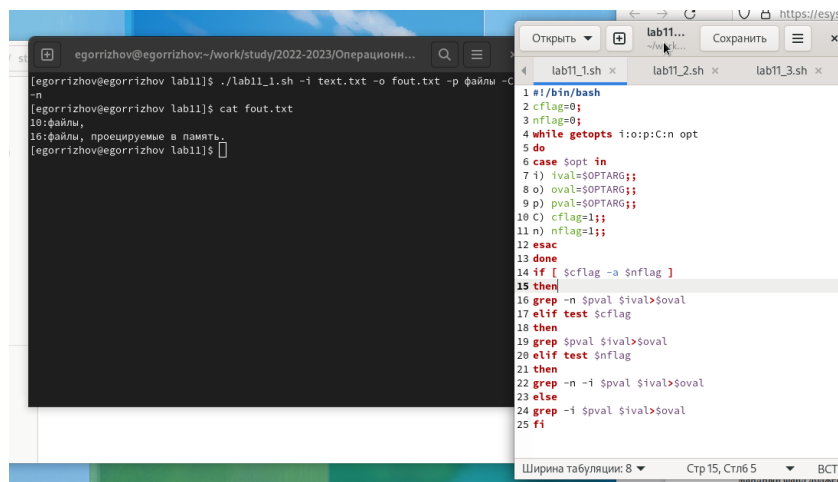 https://esys
st
egorrizhov@egorrizhov:~/work/study/2022-2023/Операционн...
[egorrizhov@egorrizhov lab11]$ ./lab11_1.sh -i text.txt -o fout.txt -p файлы -C
-n
[egorrizhov@egorrizhov lab11]$ cat fout.txt
10:файлы,
16:файлы, проецируемые в память.
[egorrizhov@egorrizhov lab11]$
Открыть
lab11...
~/work...
Сохранить
lab11_1.sh
lab11_2.sh
lab11_3.sh
1 #!/bin/bash
2 cflag=0;
3 nflag=0;
4 while getopts i:o:p:C:n opt
5 do
6 case $opt in
7 i) ival=$OPTARG;;
8 o) oval=$OPTARG;;
9 p) pval=$OPTARG;;
10 C) cflag=1;;
11 n) nflag=1;;
12 esac
13 done
14 if [ $cflag -a $nflag ]
15 then
16 grep -n $pval $ival>$oval
17 elif test $cflag
18 then
19 grep $pval $ival>$oval
20 elif test $nflag
21 then
22 grep -n -i $pval $ival>$oval
23 else
24 grep -i $pval $ival>$oval
25 fi
Ширина табуляции: 8
Стр 15, Стлб 5
ВСТ